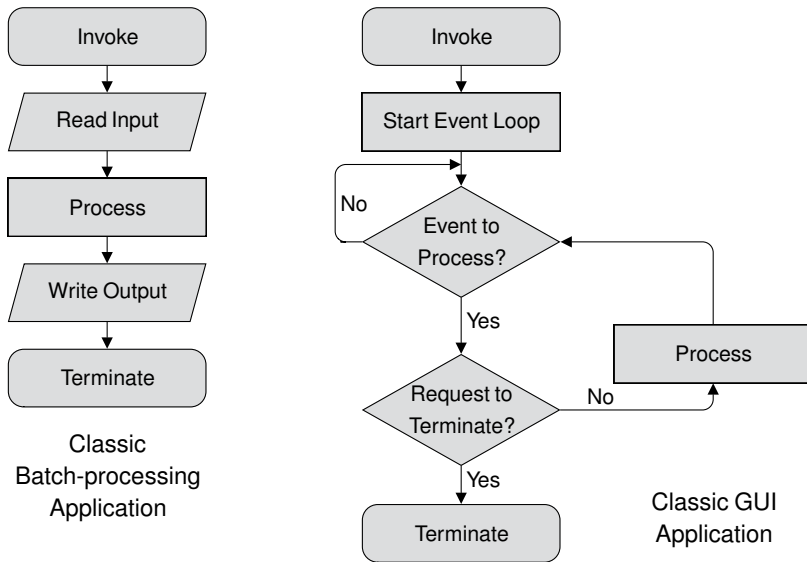 Invoke
Read Input
Process
Write Output
Terminate
Classic
Batch-processing
Application
Invoke
Start Event Loop
No
Event to
Process?
Yes
Process
Request to
Terminate?
No
Yes
Terminate
Classic GUI
Application